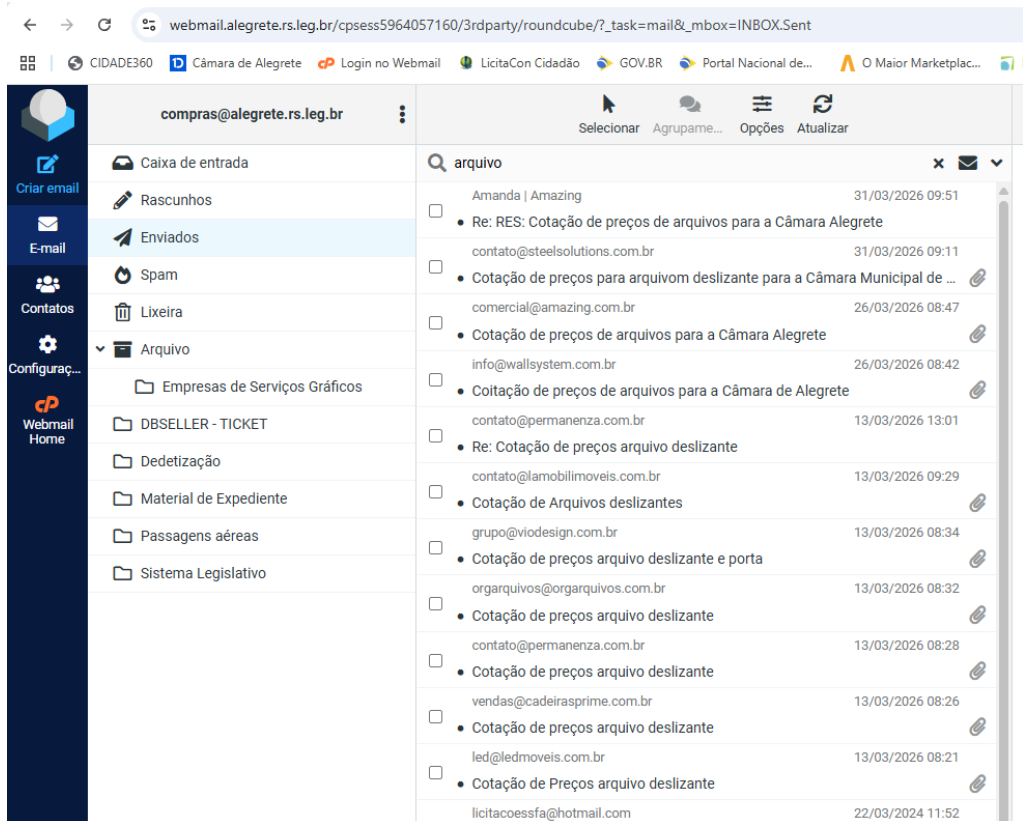 webmail.alegrete.rs.leg.br/cpsess5964057160/3rdparty/roundcube/?_task=mail&_mbox=INBOX.Sent
CIDADE360 Câmara de Alegrete Login no Webmail LicitaCon Cidadão GOV.BR Portal Nacional de... O Maior Marketplac...
compras@alegrete.rs.leg.br
Criar email
E-mail
Contatos
Configuraç...
Webmail
Home
Caixa de entrada
Rascunhos
Enviados
Spam
Lixeira
Arquivo
Empresas de Serviços Gráficos
DBSELLER - TICKET
Dedetização
Material de Expediente
Passagens aéreas
Sistema Legislativo
Selecionar Agrupame... Opções Atualizar
arquivo
Amanda | Amazing 31/03/2026 09:51
• Re: RES: Cotação de preços de arquivos para a Câmara Alegrete
contato@steelsolutions.com.br 31/03/2026 09:11
• Cotação de preços para arquivom deslizante para a Câmara Municipal de ...
comercial@amazing.com.br 26/03/2026 08:47
• Cotação de preços de arquivos para a Câmara Alegrete
info@wallsystem.com.br 26/03/2026 08:42
• Coitação de preços de arquivos para a Câmara de Alegrete
contato@permanenza.com.br 13/03/2026 13:01
• Re: Cotação de preços arquivo deslizante
contato@lamobilimoveis.com.br 13/03/2026 09:29
• Cotação de Arquivos deslizantes
grupo@viodesign.com.br 13/03/2026 08:34
• Cotação de preços arquivo deslizante e porta
orgarquivos@orgarquivos.com.br 13/03/2026 08:32
• Cotação de preços arquivo deslizante
contato@permanenza.com.br 13/03/2026 08:28
• Cotação de preços arquivo deslizante
vendas@cadeirasprime.com.br 13/03/2026 08:26
• Cotação de preços arquivo deslizante
led@ledmoveis.com.br 13/03/2026 08:21
• Cotação de Preços arquivo deslizante
licitacoessfa@hotmail.com 22/03/2024 11:52